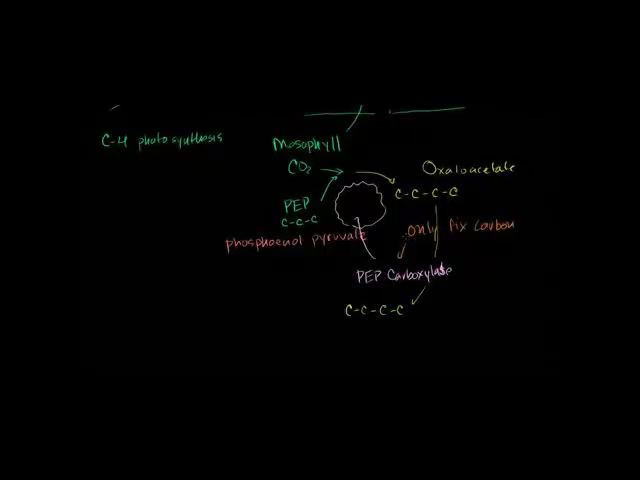 C-4 photosynthesis
Mesophyll
CO2
Oxaloacetate
C-C-C-C
PEP
C-C-C
phosphoenol pyruvate
only fix carbon
PEP Carboxylase
C-C-C-C